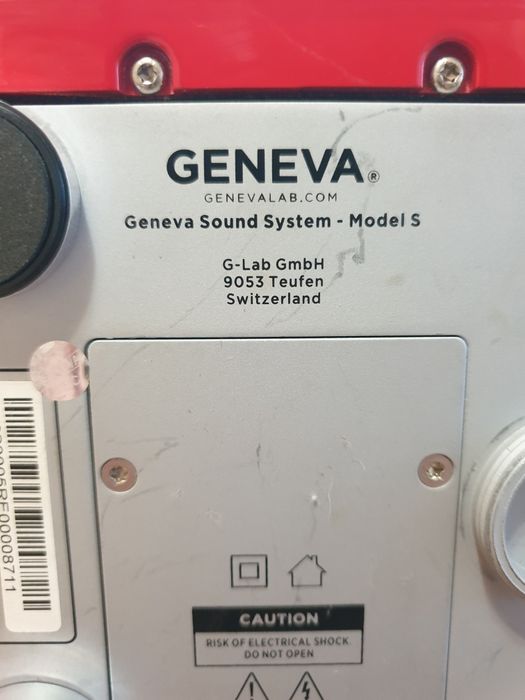 GENEVA®
GENEVALAB.COM
Geneva Sound System - Model S
G-Lab GmbH
9053 Teufen
Switzerland
CAUTION
RISK OF ELECTRICAL SHOCK
DO NOT OPEN